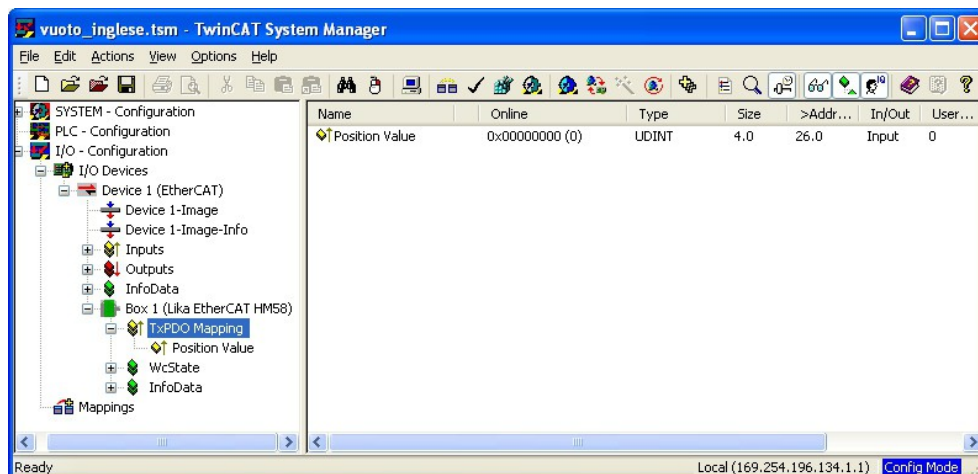 vuoto_inglese.tsm - TwinCAT System Manager
File Edit Actions View Options Help
SYSTEM - Configuration
PLC - Configuration
I/O - Configuration
I/O Devices
Device 1 (EtherCAT)
Device 1-Image
Device 1-Image-Info
Inputs
Outputs
InfoData
Box 1 (Lika EtherCAT HM58)
TxPDO Mapping
Position Value
WcState
InfoData
Mappings
Name Online Type Size >Addr... In/Out User...
Position Value 0x00000000 (0) UDINT 4.0 26.0 Input 0
Ready Local (169.254.196.134.1.1) Config Mode